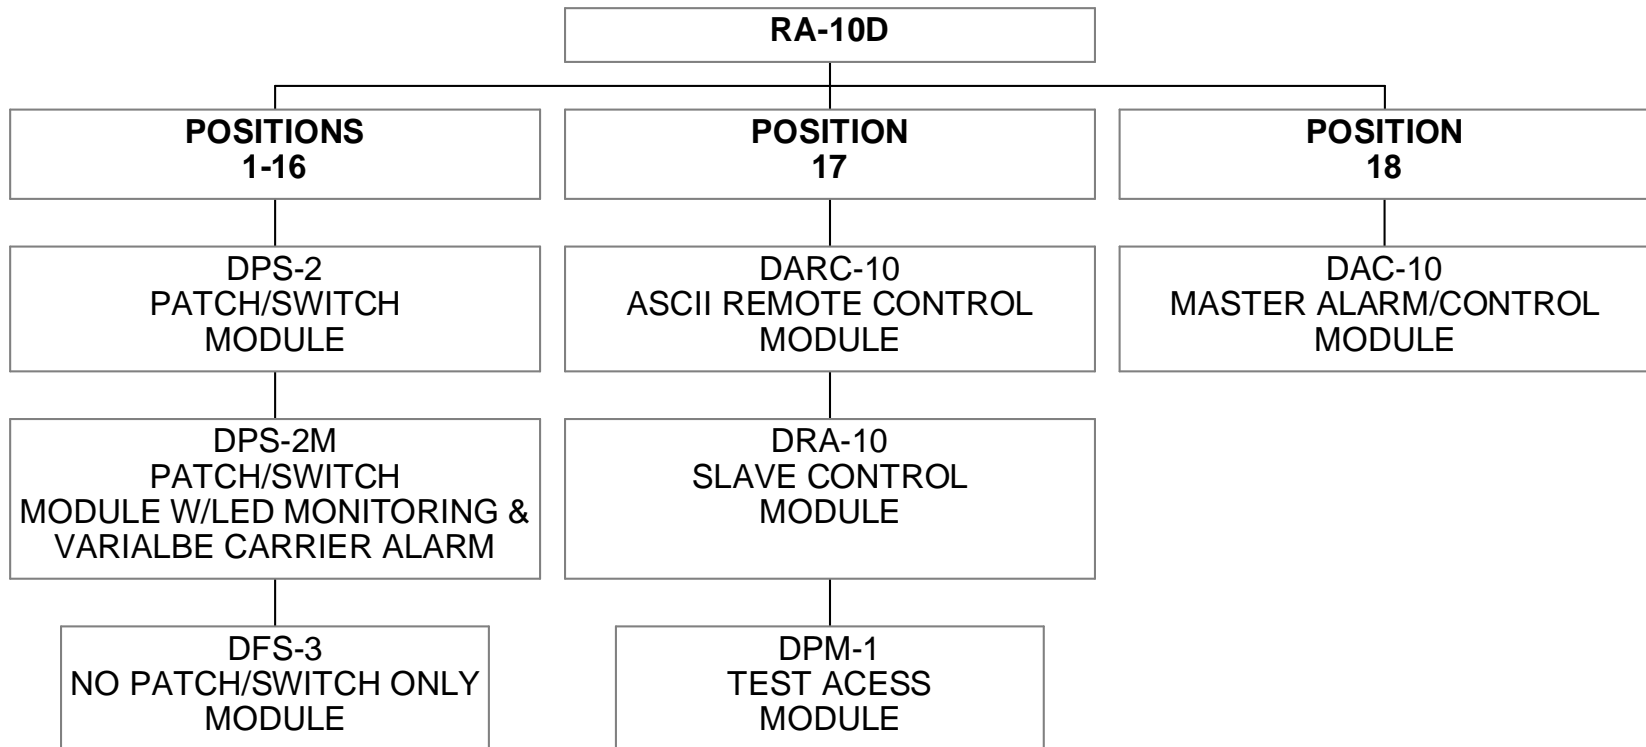 RA-10D
POSITIONS
1-16
POSITION
17
POSITION
18
DPS-2
PATCH/SWITCH
MODULE
DARC-10
ASCII REMOTE CONTROL
MODULE
DAC-10
MASTER ALARM/CONTROL
MODULE
DPS-2M
PATCH/SWITCH
MODULE W/LED MONITORING &
VARIALBE CARRIER ALARM
DRA-10
SLAVE CONTROL
MODULE
DFS-3
NO PATCH/SWITCH ONLY
MODULE
DPM-1
TEST ACESS
MODULE